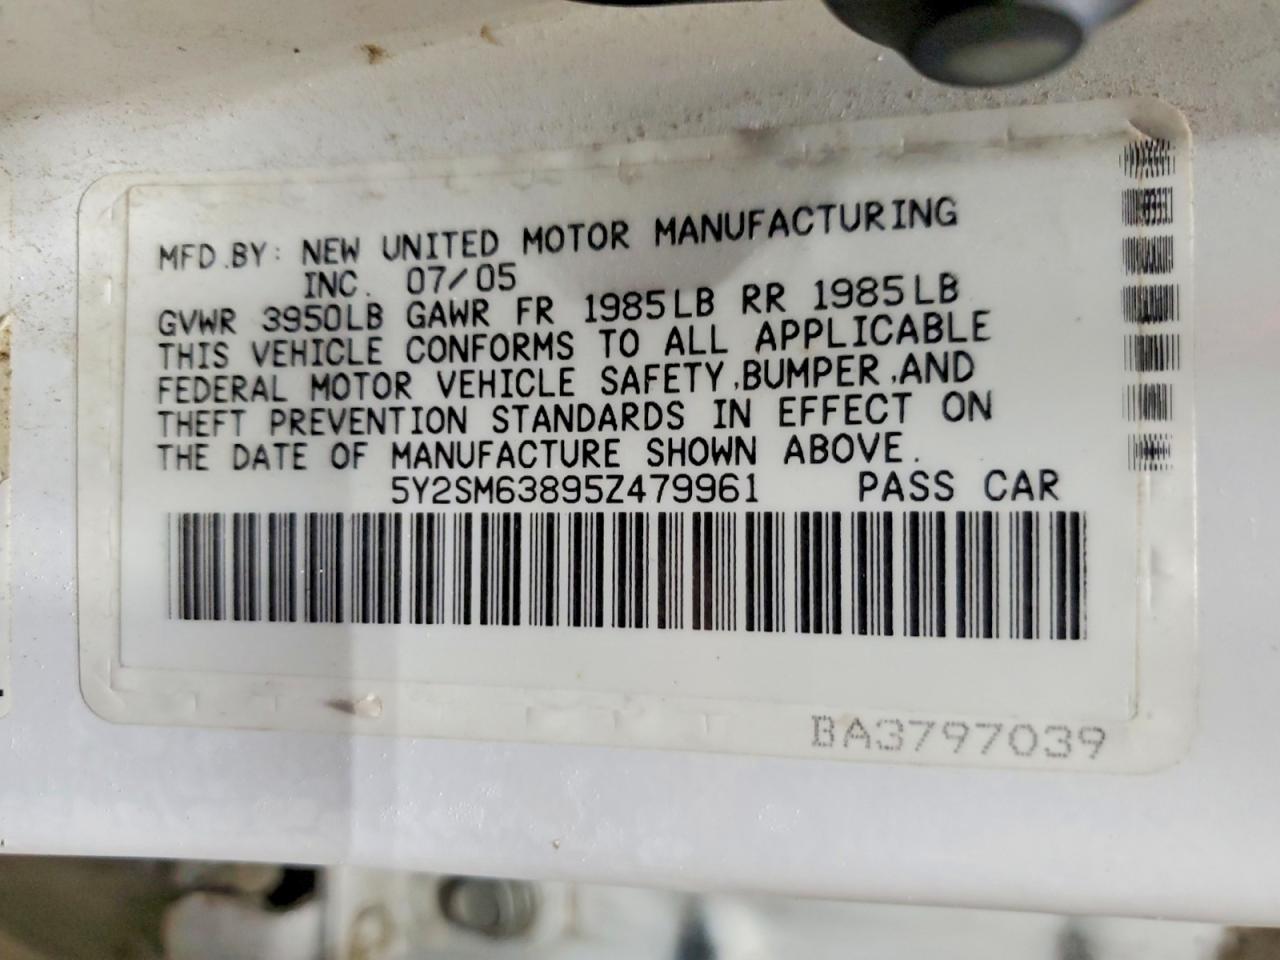 MFD.BY: NEW UNITED MOTOR MANUFACTURING
INC. 07/05
GVWR 3950LB GAWR FR 1985LB RR 1985LB
THIS VEHICLE CONFORMS TO ALL APPLICABLE
FEDERAL MOTOR VEHICLE SAFETY,BUMPER,AND
THEFT PREVENTION STANDARDS IN EFFECT ON
THE DATE OF MANUFACTURE SHOWN ABOVE.
5Y2SM63895Z479961 PASS CAR
BA3797039